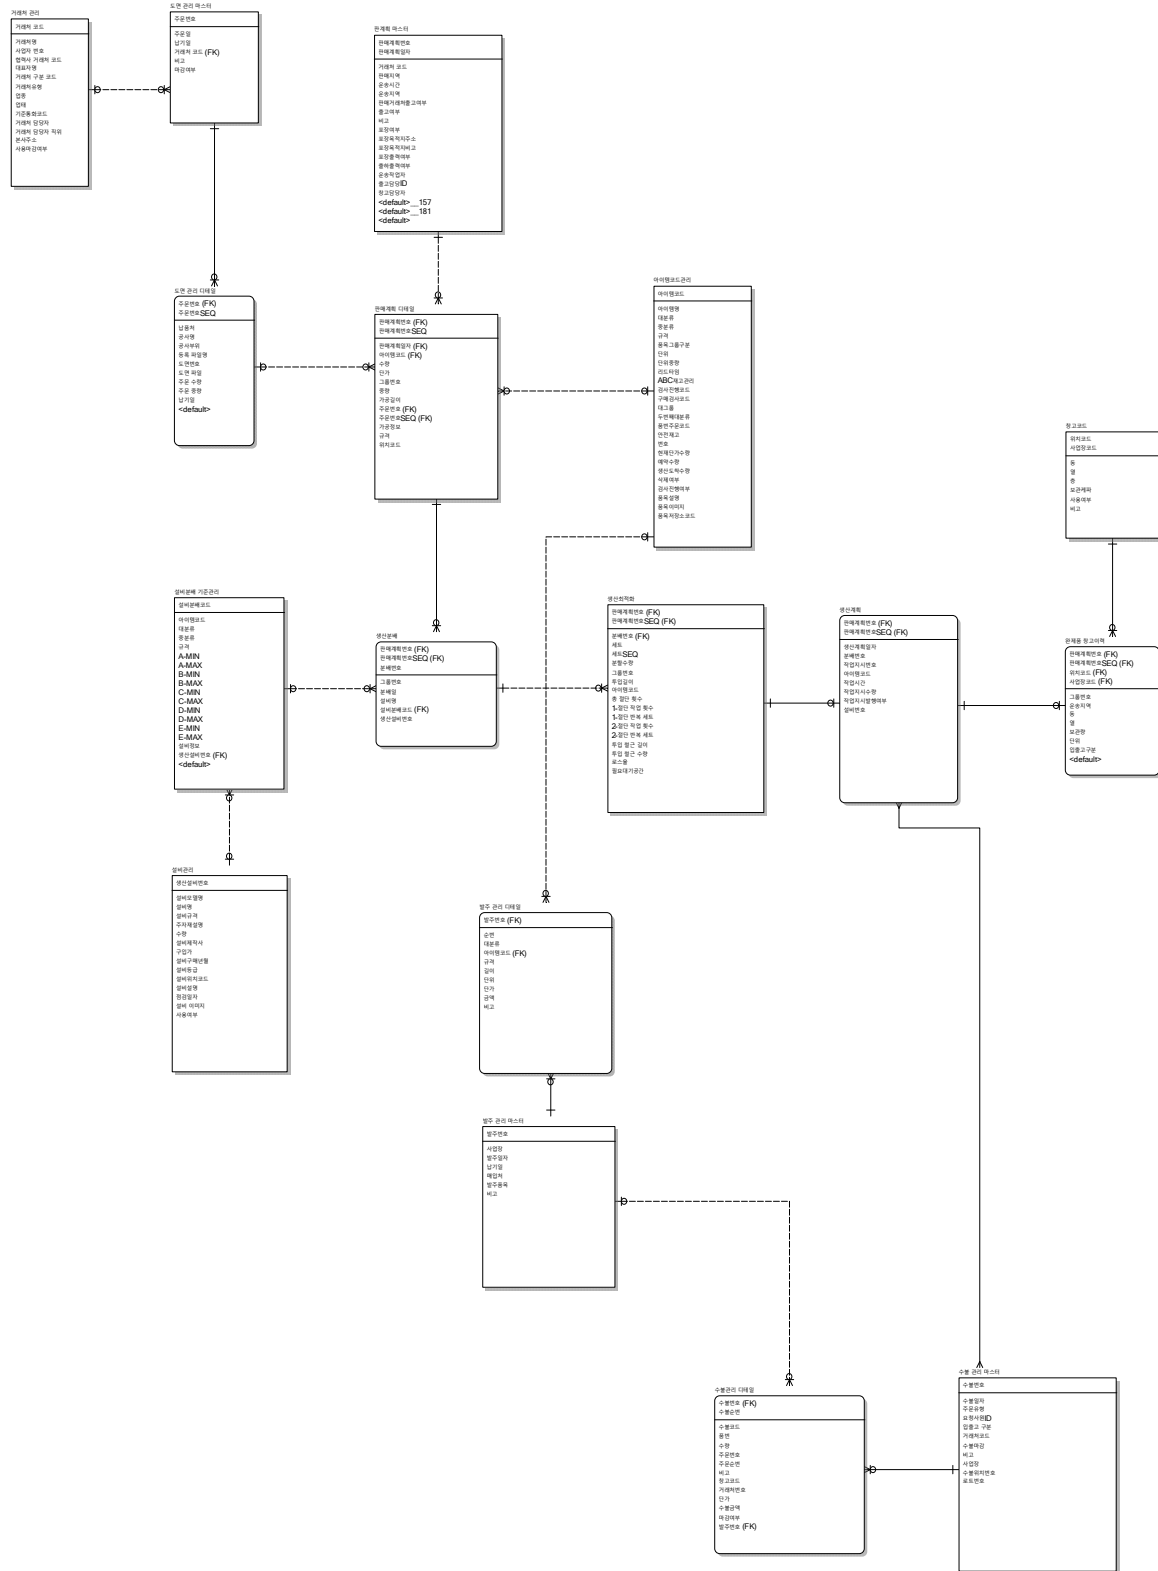 거래처 관리
거래처 코드
거래처명
사업자 번호
협력사 거래처 코드
대표자명
거래처 구분 코드
거래처유형
업종
업태
기준통화코드
거래처 담당자
거래처 담당자 직위
본사주소
사용마감여부
도면 관리 마스터
주문번호
주문일
납기일
거래처 코드 (FK)
비고
마감여부
판계획 마스터
판매계획번호
판매계획일자
거래처 코드
판매지역
운송시간
운송지역
판매거래처출고여부
출고여부
비고
포장여부
포장목적지주소
포장목적지비고
포장출력여부
출하출력여부
운송작업자
출고담당ID
창고담당자
<default>__157
<default>__181
<default>
도면 관리 디테일
주문번호 (FK)
주문번호SEQ
납품처
공사명
공사부위
등록 파일명
도면번호
도면 파일
주문 수량
주문 중량
납기일
<default>
판매계획 디테일
판매계획번호 (FK)
판매계획번호SEQ
판매계획일자 (FK)
아이템코드 (FK)
수량
단가
그룹번호
중량
가공길이
주문번호 (FK)
주문번호SEQ (FK)
가공정보
규격
위치코드
아이템코드관리
아이템코드
아이템명
대분류
중분류
규격
품목그룹구분
단위
단위중량
리드타임
ABC재고관리
검사진행코드
구매검사코드
대그룹
두번째대분류
품번주문코드
안전재고
번호
현재단가수량
예약수량
생산도착수량
삭제여부
검사진행여부
품목설명
품목이미지
품목저장소코드
창고코드
위치코드
사업장코드
동
열
층
보관캐파
사용여부
비고
설비분배 기준관리
설비분배코드
아이템코드
대분류
중분류
규격
A-MIN
A-MAX
B-MIN
B-MAX
C-MIN
C-MAX
D-MIN
D-MAX
E-MIN
E-MAX
설비정보
생산설비번호 (FK)
<default>
생산분배
판매계획번호 (FK)
판매계획번호SEQ (FK)
분배번호
그룹번호
분배일
설비명
설비분배코드 (FK)
생산설비번호
생산최적화
판매계획번호 (FK)
판매계획번호SEQ (FK)
분배번호 (FK)
세트
세트SEQ
분할수량
그룹번호
투입길이
아이템코드
총 절단 횟수
1-절단 작업 횟수
1-절단 반복 세트
2-절단 작업 횟수
2-절단 반복 세트
투입 철근 길이
투입 철근 수량
로스율
필요대기공간
생산계획
판매계획번호 (FK)
판매계획번호SEQ (FK)
생산계획일자
분배번호
작업지시번호
아이템코드
작업시간
작업지시수량
작업지시발행여부
설비번호
완제품 창고이력
판매계획번호 (FK)
판매계획번호SEQ (FK)
위치코드 (FK)
사업장코드 (FK)
그룹번호
운송지역
동
열
보관량
단위
입출고구분
<default>
설비관리
생산설비번호
설비모델명
설비명
설비규격
주자재설명
수량
설비제작사
구입가
설비구매년월
설비등급
설비위치코드
설비설명
점검일자
설비 이미지
사용여부
발주 관리 디테일
발주번호 (FK)
순번
대분류
아이템코드 (FK)
규격
길이
단위
단가
금액
비고
발주 관리 마스터
발주번호
사업장
발주일자
납기일
매입처
발주품목
비고
수불관리 디테일
수불번호 (FK)
수불순번
수불코드
품번
수량
주문번호
주문순번
비고
창고코드
거래처번호
단가
수불금액
마감여부
발주번호 (FK)
수불 관리 마스터
수불번호
수불일자
주문유형
요청사원ID
입출고 구분
거래처코드
수불마감
비고
사업장
수불위치번호
로트번호